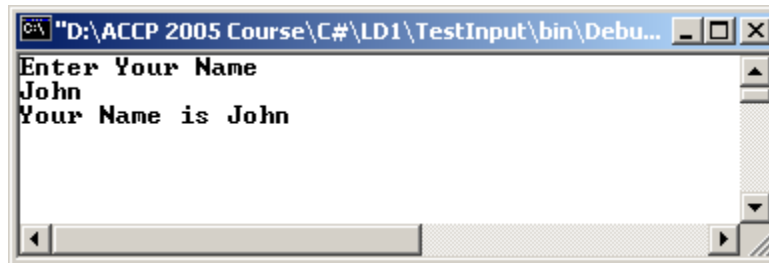 "D:\ACCP 2005 Course\C#\LD1\TestInput\bin\Debu...
Enter Your Name
John
Your Name is John